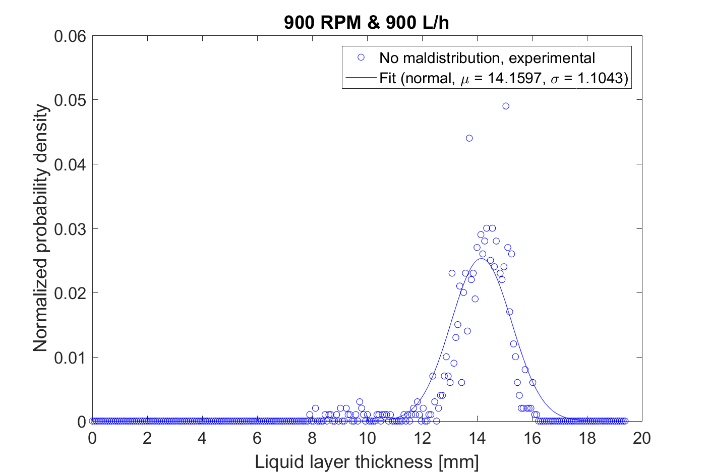 900 RPM & 900 L/h
0.06
0.05
0.04
0.03
0.02
0.01
0
Normalized probability density
No maldistribution, experimental
Fit (normal, μ = 14.1597, σ = 1.1043)
0 2 4 6 8 10 12 14 16 18 20
Liquid layer thickness [mm]